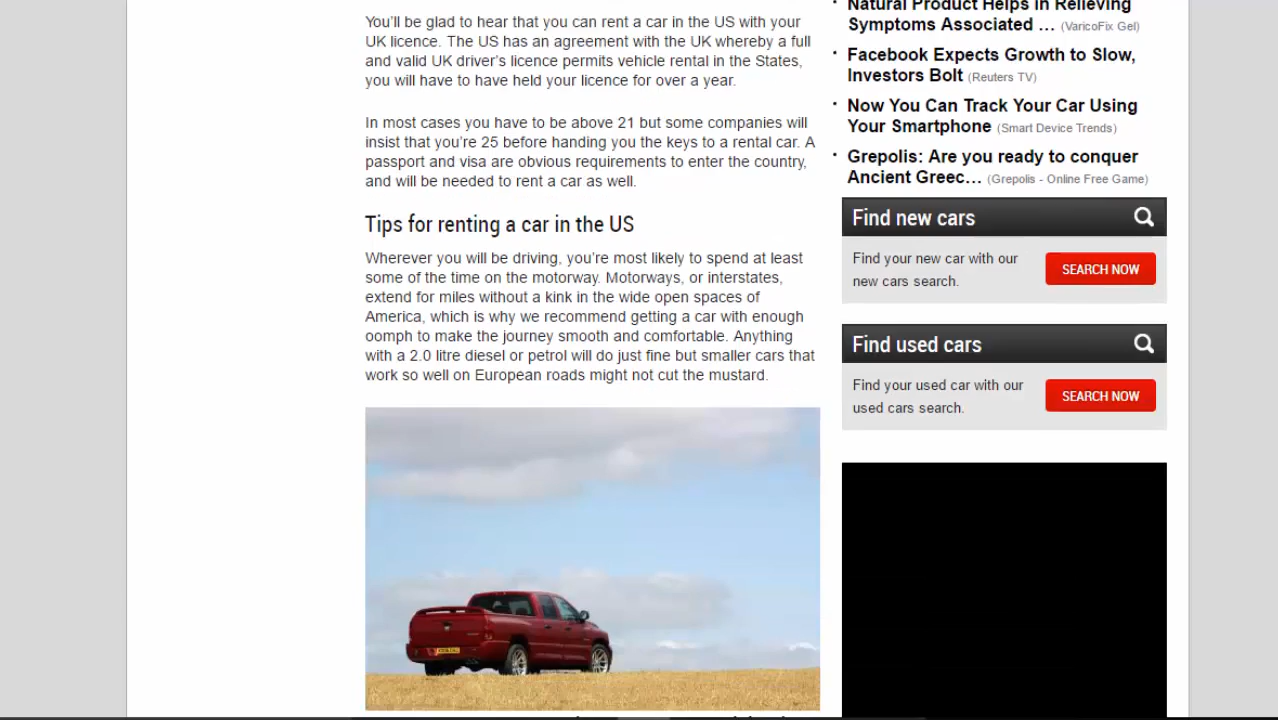 You'll be glad to hear that you can rent a car in the US with your
UK licence. The US has an agreement with the UK whereby a full
and valid UK driver's licence permits vehicle rental in the States,
you will have to have held your licence for over a year.
In most cases you have to be above 21 but some companies will
insist that you're 25 before handing you the keys to a rental car. A
passport and visa are obvious requirements to enter the country,
and will be needed to rent a car as well.
Tips for renting a car in the US
Wherever you will be driving, you're most likely to spend at least
some of the time on the motorway. Motorways, or interstates,
extend for miles without a kink in the wide open spaces of
America, which is why we recommend getting a car with enough
oomph to make the journey smooth and comfortable. Anything
with a 2.0 litre diesel or petrol will do just fine but smaller cars that
work so well on European roads might not cut the mustard.
Natural Product Helps in Relieving
Symptoms Associated … (VaricoFix Gel)
Facebook Expects Growth to Slow,
Investors Bolt (Reuters TV)
Now You Can Track Your Car Using
Your Smartphone (Smart Device Trends)
Grepolis: Are you ready to conquer
Ancient Greec… (Grepolis - Online Free Game)
Find new cars
Find your new car with our
new cars search.
SEARCH NOW
Find used cars
Find your used car with our
used cars search.
SEARCH NOW